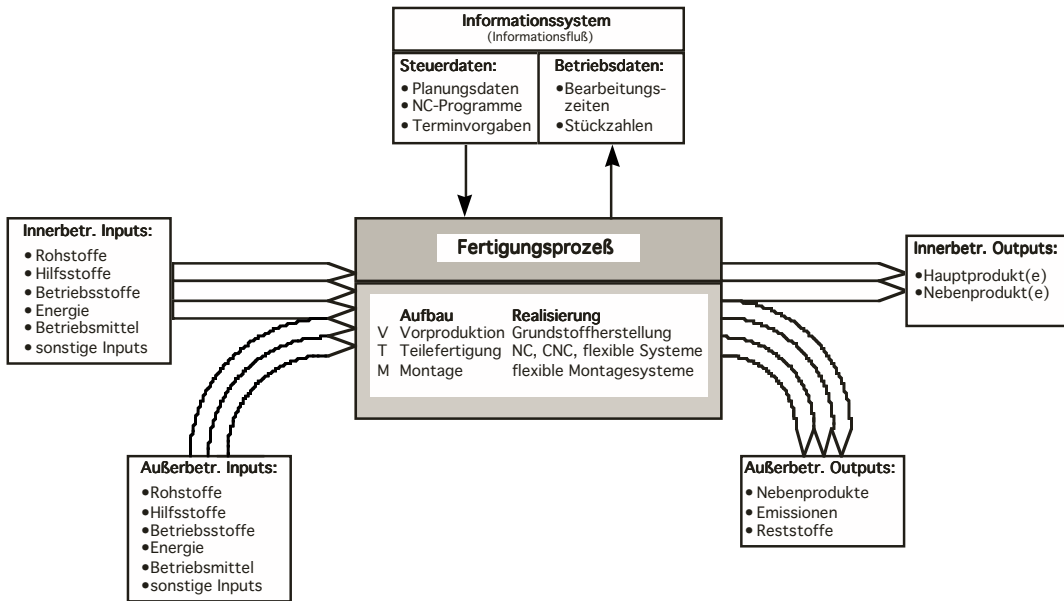 Informationssystem
(Informationsfluß)
Steuerdaten:
• Planungsdaten
• NC-Programme
• Terminvorgaben
Betriebsdaten:
• Bearbeitungs-
zeiten
• Stückzahlen
Innerbetr. Inputs:
• Rohstoffe
• Hilfsstoffe
• Betriebsstoffe
• Energie
• Betriebsmittel
• sonstige Inputs
Fertigungsprozeß
Aufbau Realisierung
V Vorproduktion Grundstoffherstellung
T Teilefertigung NC, CNC, flexible Systeme
M Montage flexible Montagesysteme
Innerbetr. Outputs:
• Hauptprodukt(e)
• Nebenprodukt(e)
Außerbetr. Inputs:
• Rohstoffe
• Hilfsstoffe
• Betriebsstoffe
• Energie
• Betriebsmittel
• sonstige Inputs
Außerbetr. Outputs:
• Nebenprodukte
• Emissionen
• Reststoffe